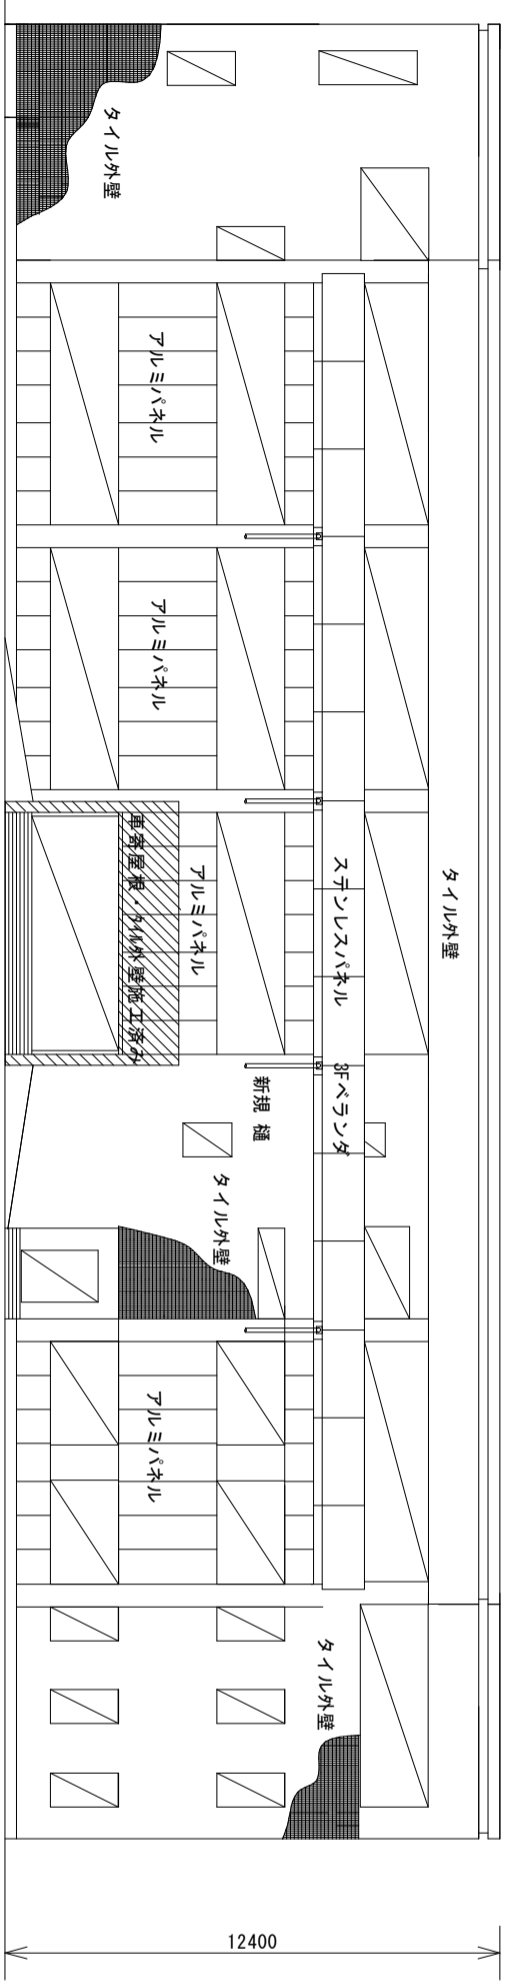 タイル外壁
アルミパネル
アルミパネル
タイル外壁
ステンレスパネル 3Fベランダ
アルミパネル
車寄屋根・タイル外壁施工済み
新規 樋
タイル外壁
アルミパネル
タイル外壁
12400